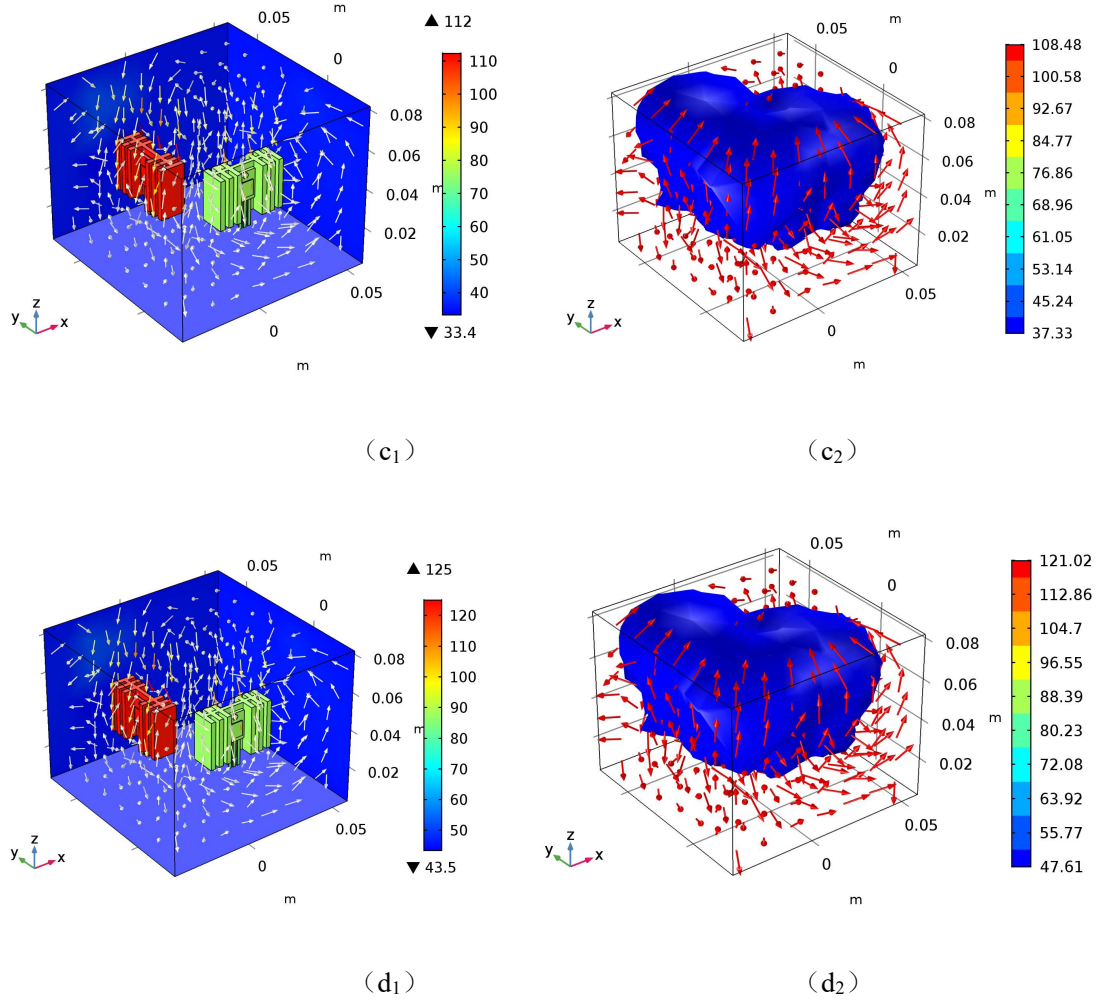 m
0.05
0
▲ 112
110
100
90
80
70
60
50
40
▼ 33.4
0.08
0.06
0.04
0.02
m
0.05
0
m
z
y
x
(c1)
m
0.05
0
0.08
0.06
0.04
0.02
m
0.05
0
m
z
y
x
108.48
100.58
92.67
84.77
76.86
68.96
61.05
53.14
45.24
37.33
(c2)
m
0.05
0
▲ 125
120
110
100
90
80
70
60
50
▼ 43.5
0.08
0.06
0.04
0.02
m
0.05
0
m
z
y
x
(d1)
m
0.05
0
0.08
0.06
0.04
0.02
m
0.05
0
m
z
y
x
121.02
112.86
104.7
96.55
88.39
80.23
72.08
63.92
55.77
47.61
(d2)